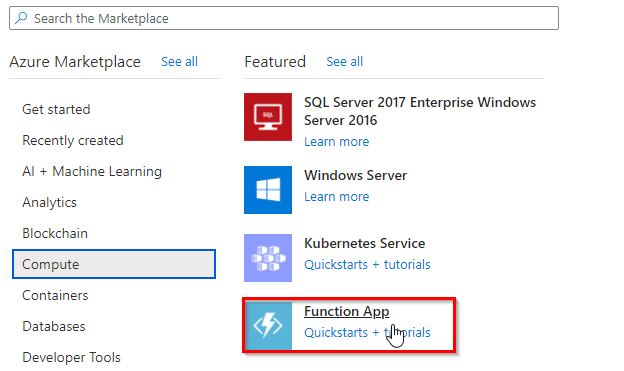 Search the Marketplace
Azure Marketplace See all
Get started
Recently created
AI + Machine Learning
Analytics
Blockchain
Compute
Containers
Databases
Developer Tools
Featured See all
SQL
SQL Server 2017 Enterprise Windows
Server 2016
Learn more
Windows Server
Learn more
Kubernetes Service
Quickstarts + tutorials
Function App
Quickstarts + tutorials